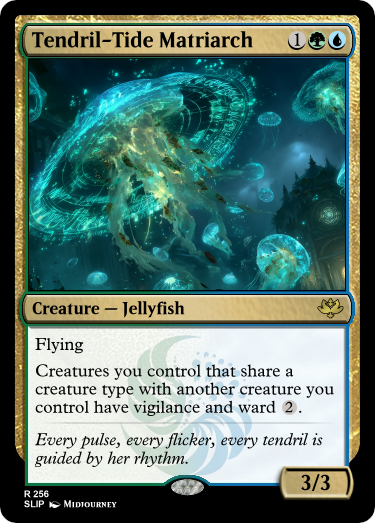 Tendril-Tide Matriarch 1
Creature — Jellyfish
Flying
Creatures you control that share a
creature type with another creature you
control have vigilance and ward 2.
Every pulse, every flicker, every tendril is
guided by her rhythm.
3/3
R 256
SLIP Midjourney